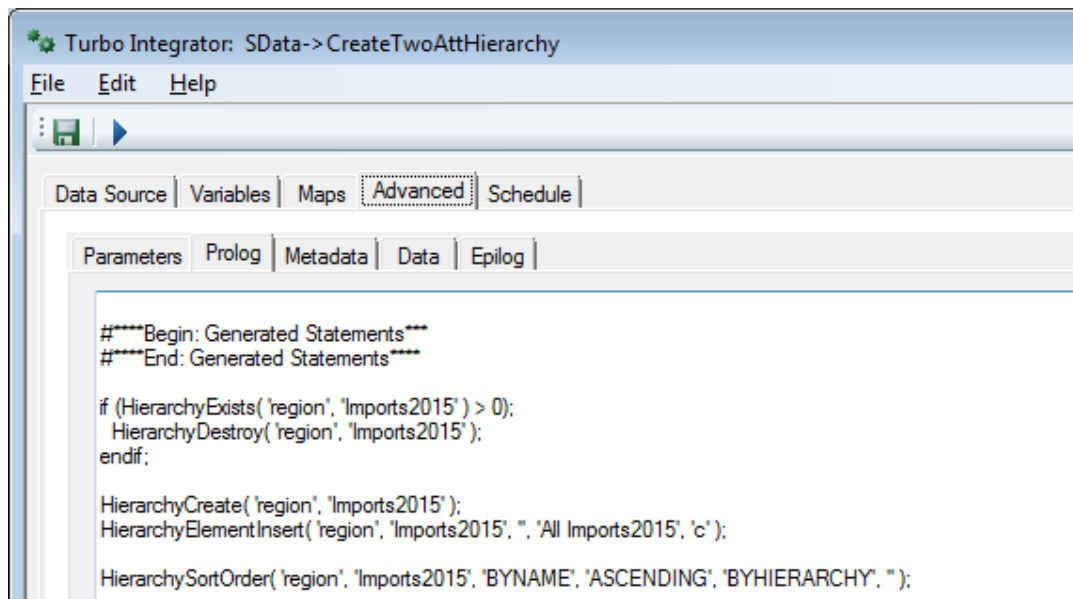 Turbo Integrator: SData->CreateTwoAttHierarchy
File Edit Help
Data Source Variables Maps Advanced Schedule
Parameters Prolog Metadata Data Epilog
#****Begin: Generated Statements***
#****End: Generated Statements****
if (HierarchyExists( 'region', 'Imports2015' ) > 0);
HierarchyDestroy( 'region', 'Imports2015' );
endif;
HierarchyCreate( 'region', 'Imports2015' );
HierarchyElementInsert( 'region', 'Imports2015', '', 'All Imports2015', 'c' );
HierarchySortOrder( 'region', 'Imports2015', 'BYNAME', 'ASCENDING', 'BYHIERARCHY', '' );